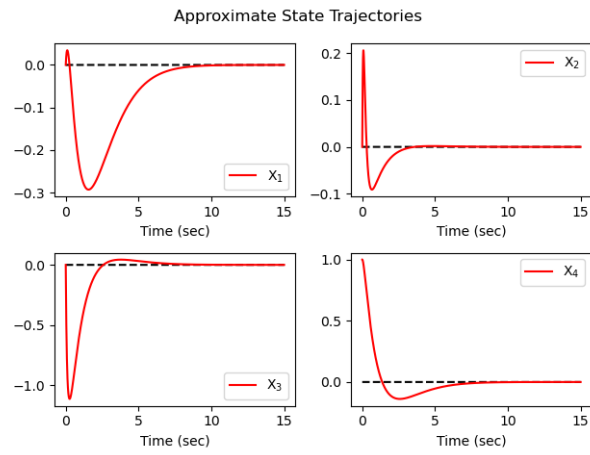 Approximate State Trajectories
0.0
−0.1
−0.2
−0.3
X1
0 5 10 15
Time (sec)
0.2
0.1
0.0
−0.1
X2
0 5 10 15
Time (sec)
0.0
−0.5
−1.0
X3
0 5 10 15
Time (sec)
1.0
0.5
0.0
X4
0 5 10 15
Time (sec)